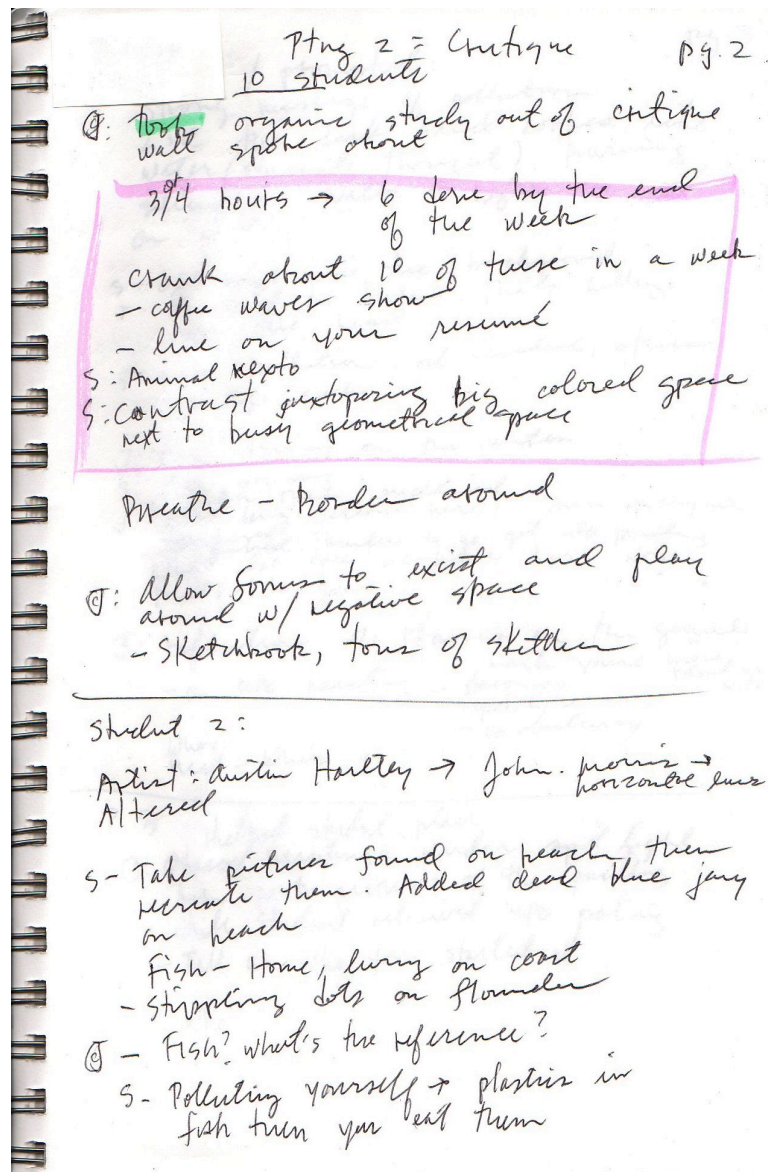 Ptng 2 = Critique pg. 2
10 students
J: took organic study out of critique
wall spoke about
3 or 4 hours → 6 done by the end
of the week
crank about 10 of these in a week
- coffee waves show
- line on your resumé
S: Animal
S: Contrast juxtaposing big colored space
next to busy geometrical space
Breathe - Border around
J: Allow forms to exist and play
around w/ negative space
- Sketchbook, tons of
Student 2:
Artist: Austin → John. morris →
horizontal lines
Altered
S- Take pictures found on beach then
recreate them. Added dead blue jay
on beach
Fish - Home, living on coast
- Stippling dots on flounder
J - Fish? what's the reference?
S- Polluting yourself → plastics in
fish then you eat them